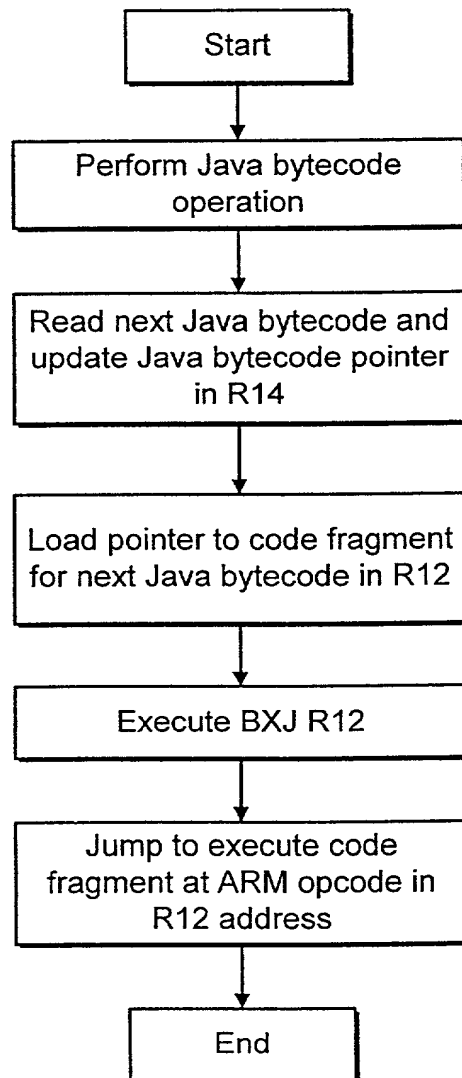 Start
Perform Java bytecode
operation
Read next Java bytecode and
update Java bytecode pointer
in R14
Load pointer to code fragment
for next Java bytecode in R12
Execute BXJ R12
Jump to execute code
fragment at ARM opcode in
R12 address
End